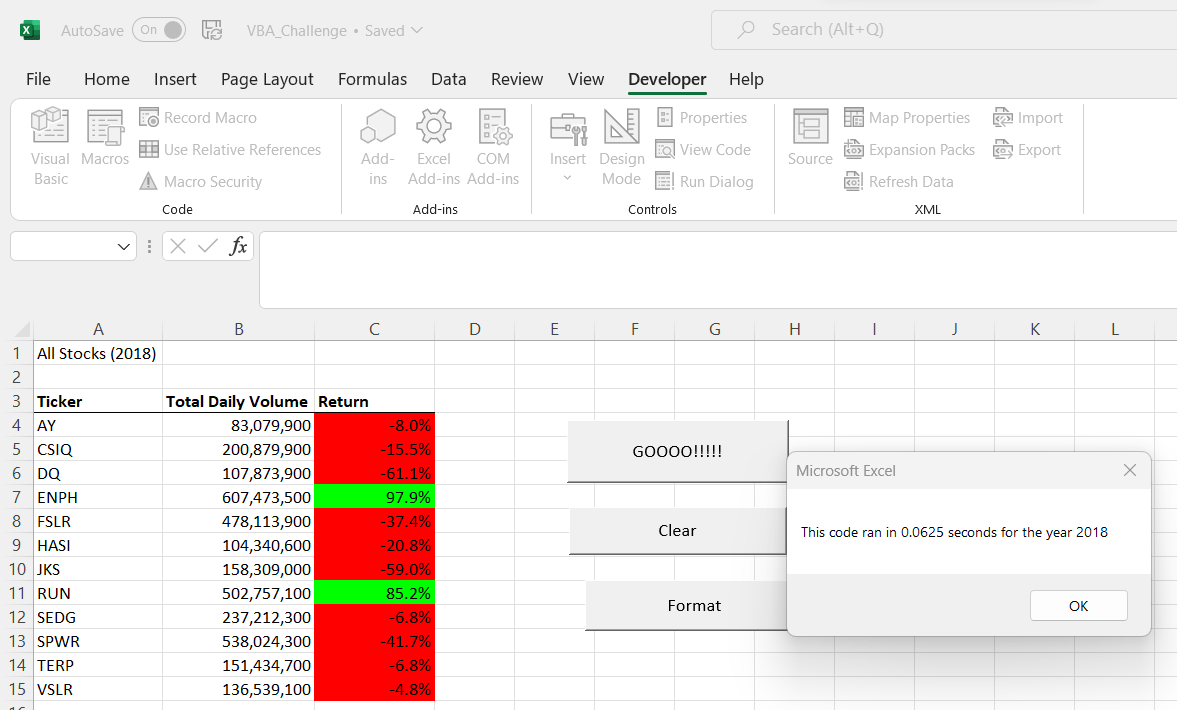 AutoSave On VBA_Challenge • Saved Search (Alt+Q)
File Home Insert Page Layout Formulas Data Review View Developer Help
Visual Basic
Macros
Record Macro
Use Relative References
Macro Security
Code
Add-ins
Excel Add-ins
COM Add-ins
Add-ins
Insert
Design Mode
Properties
View Code
Run Dialog
Controls
Source
Map Properties
Expansion Packs
Refresh Data
Import
Export
XML
fx
A B C D E F G H I J K L
1 All Stocks (2018)
2
3 Ticker Total Daily Volume Return
4 AY 83,079,900 -8.0%
5 CSIQ 200,879,900 -15.5%
6 DQ 107,873,900 -61.1%
7 ENPH 607,473,500 97.9%
8 FSLR 478,113,900 -37.4%
9 HASI 104,340,600 -20.8%
10 JKS 158,309,000 -59.0%
11 RUN 502,757,100 85.2%
12 SEDG 237,212,300 -6.8%
13 SPWR 538,024,300 -41.7%
14 TERP 151,434,700 -6.8%
15 VSLR 136,539,100 -4.8%
GOOOO!!!!!
Clear
Format
Microsoft Excel
This code ran in 0.0625 seconds for the year 2018
OK